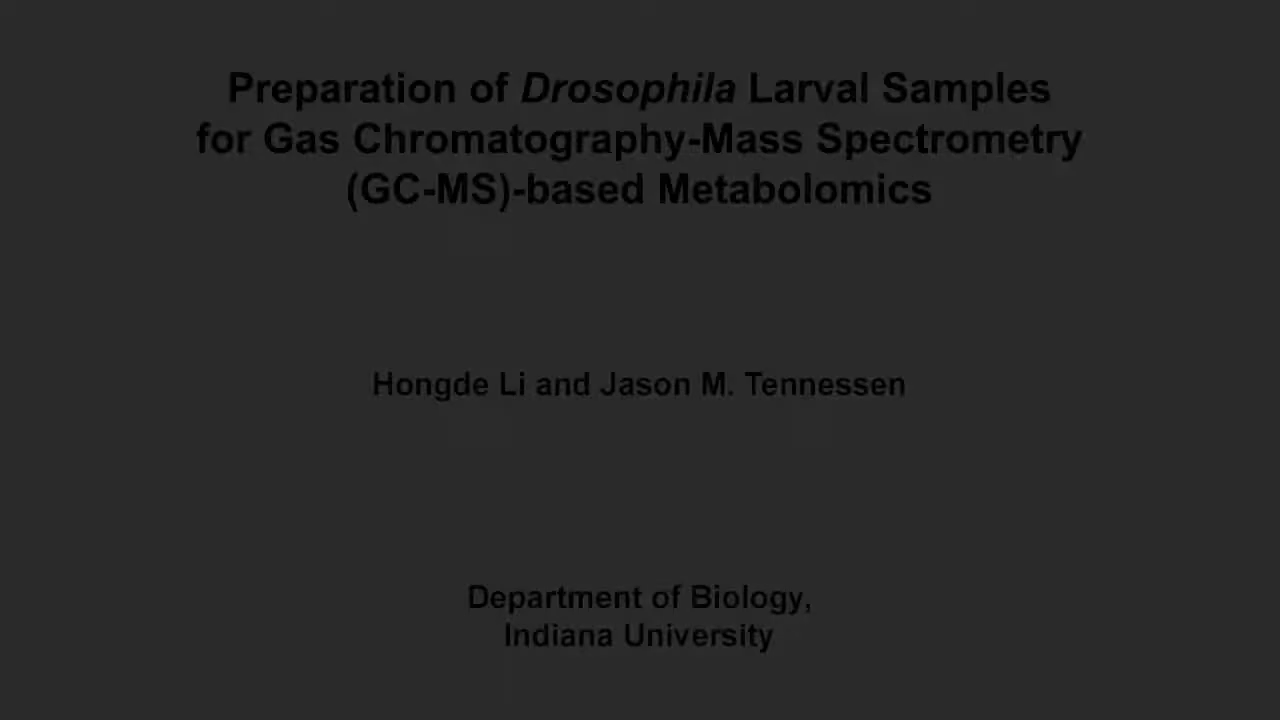 Preparation of Drosophila Larval Samples
for Gas Chromatography-Mass Spectrometry
(GC-MS)-based Metabolomics
Hongde Li and Jason M. Tennessen
Department of Biology,
Indiana University